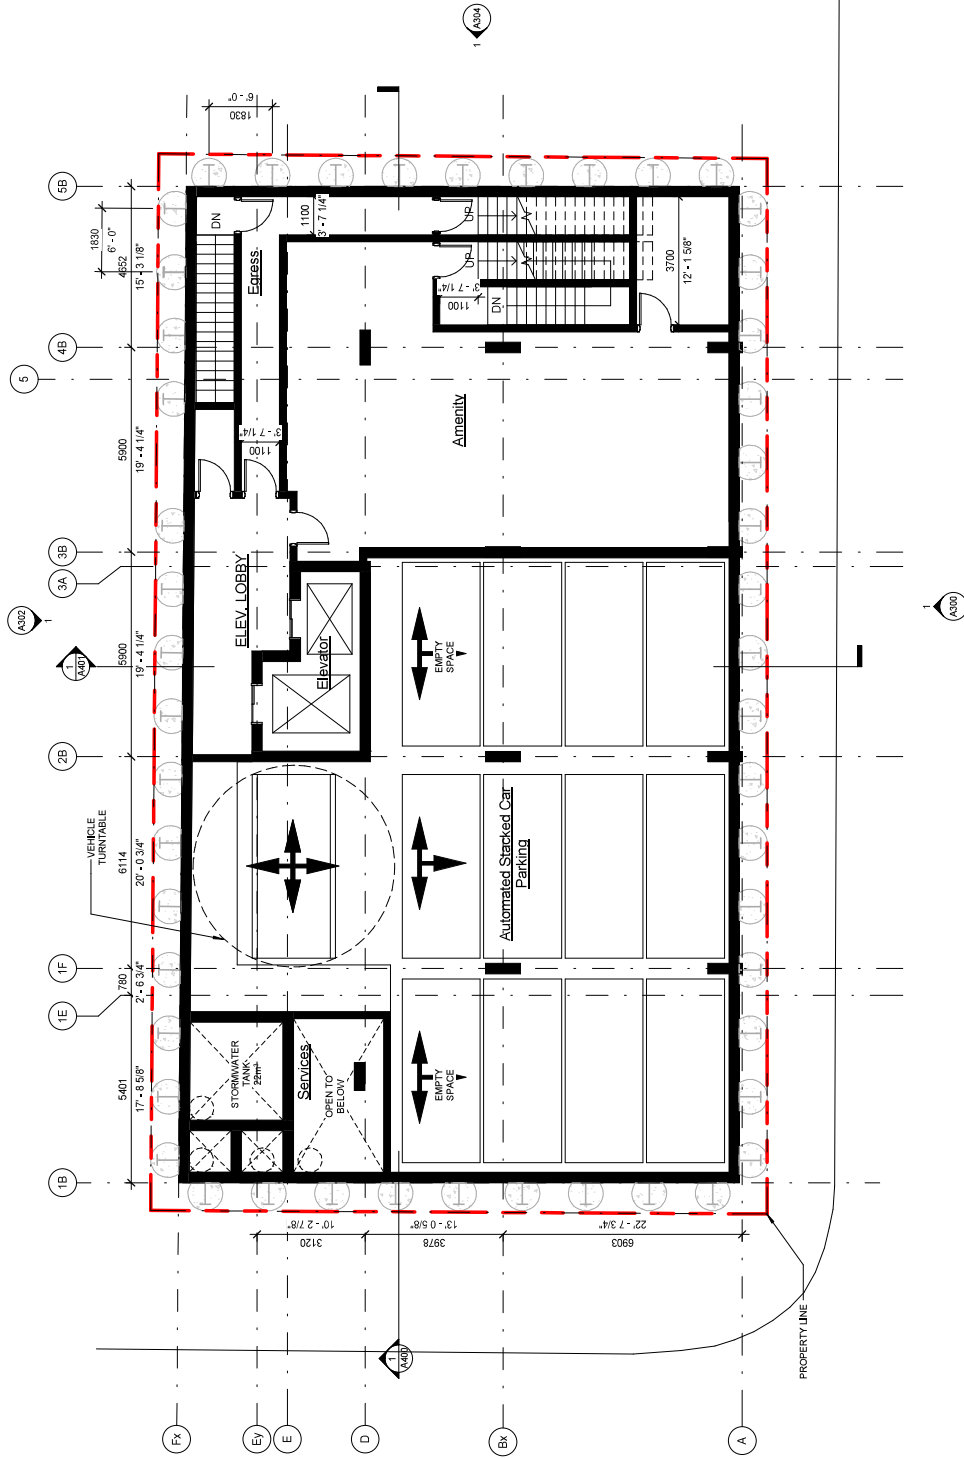 1
A304
6' - 0"
1830
5B
4B
5
3B
3A
2B
1F
1E
1B
1830
6' - 0"
4652
15' - 3 1/8"
5900
19' - 4 1/4"
5900
19' - 4 1/4"
6114
20' - 0 3/4"
780
2' - 6 3/4"
5401
17' - 8 5/8"
1
A302
1
A401
1
A300
1
A400
DN
Egress
1100
3' - 7 1/4"
UP
UP
DN
3' - 7 1/4"
1100
3700
12' - 1 5/8"
3' - 7 1/4"
1100
Amenity
ELEV. LOBBY
Elevator
EMPTY
SPACE
VEHICLE
TURNTABLE
Automated Stacked Car
Parking
STORMWATER
TANK
22m³
Services
OPEN TO
BELOW
EMPTY
SPACE
10' - 2 7/8"
3120
13' - 0 5/8"
3978
22' - 7 3/4"
6903
PROPERTY LINE
Fx
Ey
E
D
Bx
A